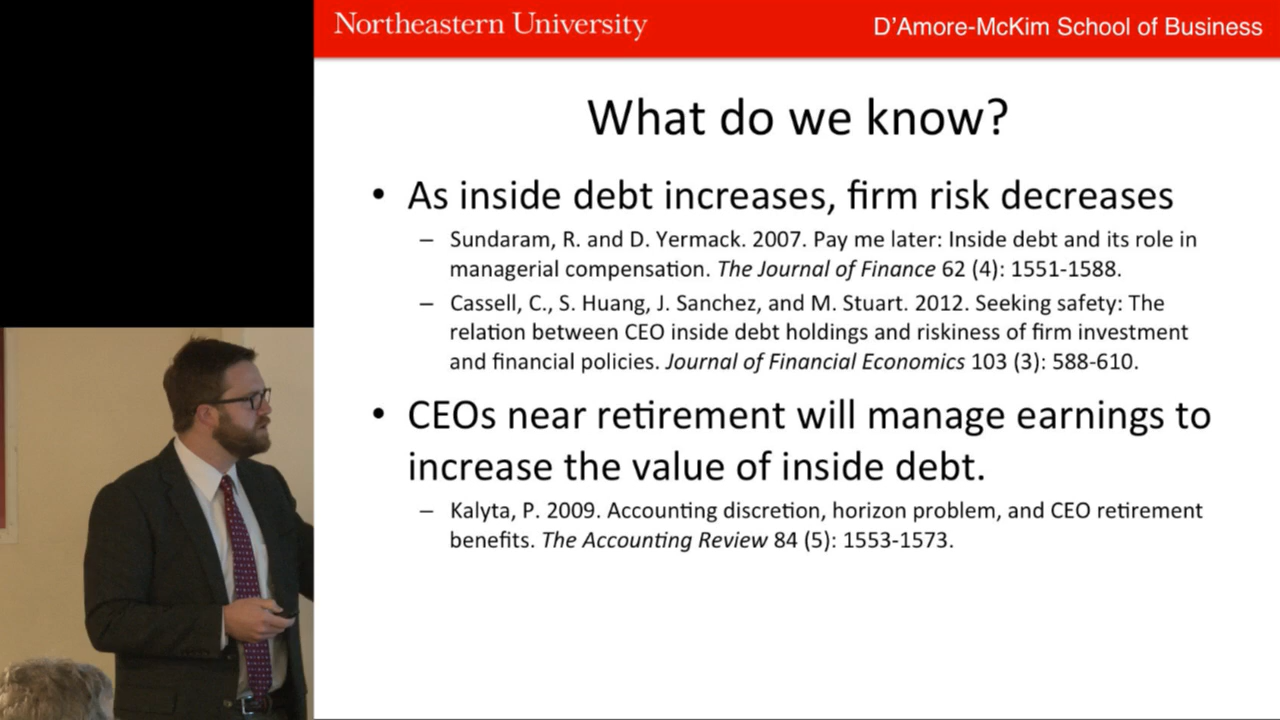 Northeastern University
D'Amore-McKim School of Business
What do we know?
• As inside debt increases, firm risk decreases
– Sundaram, R. and D. Yermack. 2007. Pay me later: Inside debt and its role in
managerial compensation. The Journal of Finance 62 (4): 1551-1588.
– Cassell, C., S. Huang, J. Sanchez, and M. Stuart. 2012. Seeking safety: The
relation between CEO inside debt holdings and riskiness of firm investment
and financial policies. Journal of Financial Economics 103 (3): 588-610.
• CEOs near retirement will manage earnings to
increase the value of inside debt.
– Kalyta, P. 2009. Accounting discretion, horizon problem, and CEO retirement
benefits. The Accounting Review 84 (5): 1553-1573.